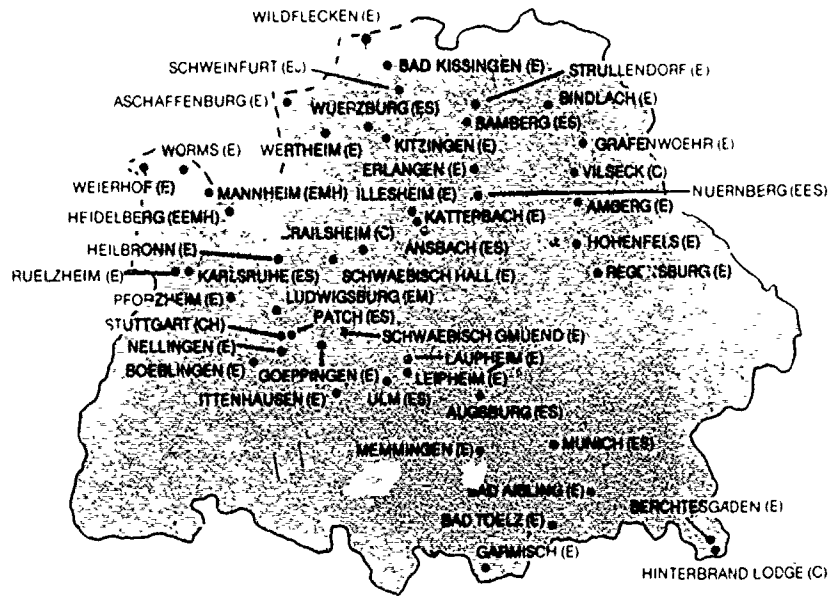 WILDFLECKEN (E)
BAD KISSINGEN (E)
SCHWEINFURT
STRULLENDORF (E)
ASCHAFFENBURG (E)
WUERZBURG (ES)
BINDLACH (E)
BAMBERG (ES)
WERTHEIM (E)
KITZINGEN (E)
GRAFENWOEHR (E)
WORMS (E)
ERLANGEN (E)
VILSECK (C)
WEIERHOF (E)
MANNHEIM (EMH)
ILLESHEIM (E)
NUERNBERG (EES)
AMBERG (E)
HEIDELBERG (EEMH)
KATTERBACH (E)
RAILSHEIM (C)
ANSBACH (ES)
HOHENFELS (E)
HEILBRONN (E)
RUELZHEIM (E)
KARLSRUHE (ES)
SCHWAEBISCH HALL (E)
REGENSBURG (E)
PFORZHEIM (E)
LUDWIGSBURG (EM)
PATCH (ES)
STUTTGART (CH)
SCHWAEBISCH GMUEND (E)
NELLINGEN (E)
LAUPHEIM (E)
BOEBLINGEN (E)
GOEPPINGEN (E)
LEIPHEIM (E)
ITTENHAUSEN (E)
ULM (ES)
AUGSBURG (ES)
MEMMINGEN (E)
MUNICH (ES)
BAD AIBLING (E)
BERCHTESGADEN (E)
BAD TOELZ (E)
GARMISCH (E)
HINTERBRAND LODGE (C)